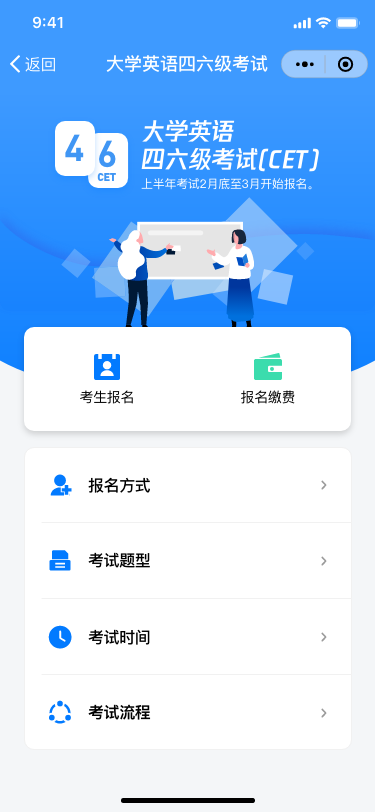 9:41
返回
大学英语四六级考试
4
6
CET
大学英语
四六级考试(CET)
上半年考试2月底至3月开始报名。
考生报名
报名缴费
报名方式
考试题型
考试时间
考试流程